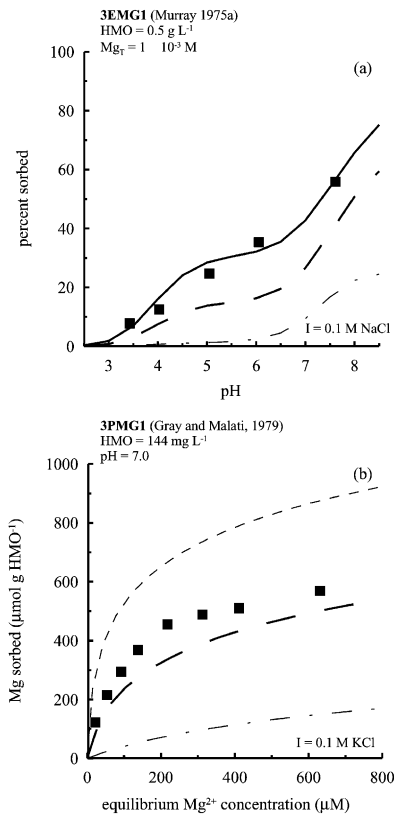 3EMG1 (Murray 1975a)
HMO = 0.5 g L⁻¹
Mg_T = 1 10⁻³ M
(a)
100
80
60
40
20
0
percent sorbed
I = 0.1 M NaCl
3 4 5 6 7 8
pH
3PMG1 (Gray and Malati, 1979)
HMO = 144 mg L⁻¹
pH = 7.0
(b)
1000
800
600
400
200
0
Mg sorbed (μmol g HMO⁻¹)
I = 0.1 M KCl
0 200 400 600 800
equilibrium Mg²⁺ concentration (μM)